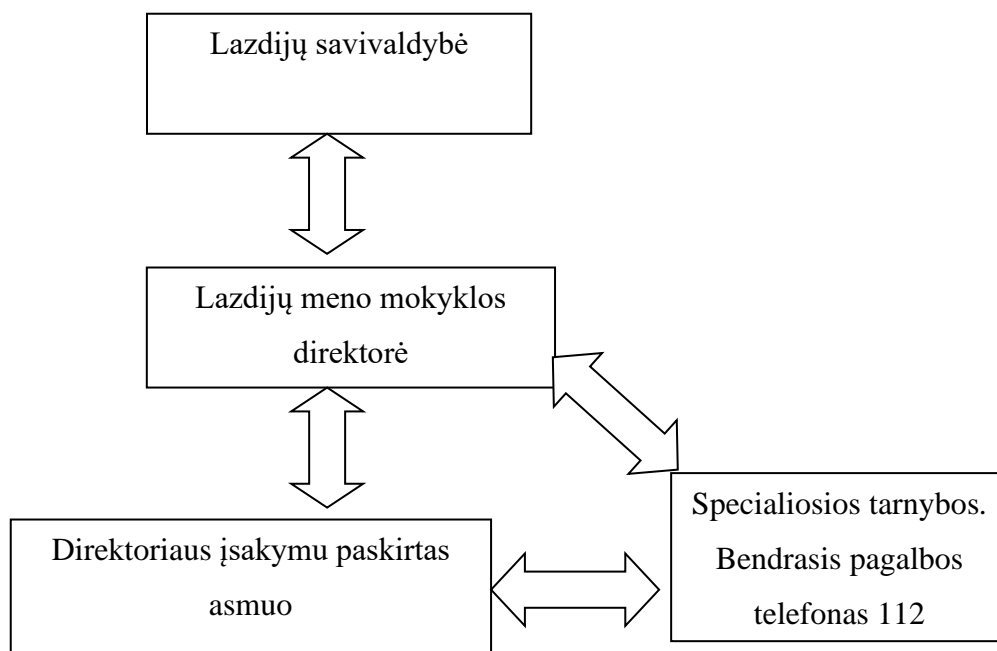 Lazdijų savivaldybė
Lazdijų meno mokyklos
direktorė
Direktoriaus įsakymu paskirtas
asmuo
Specialiosios tarnybos.
Bendrasis pagalbos
telefonas 112